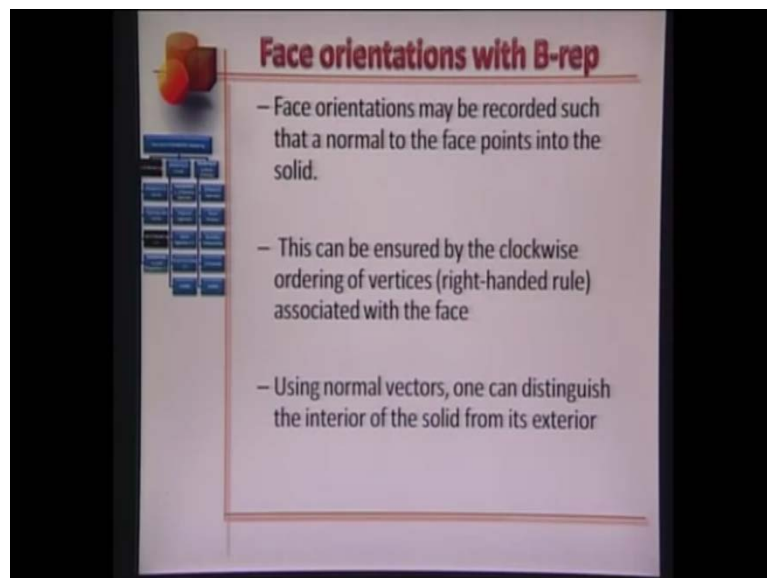 Face orientations with B-rep
– Face orientations may be recorded such
that a normal to the face points into the
solid.
– This can be ensured by the clockwise
ordering of vertices (right-handed rule)
associated with the face
– Using normal vectors, one can distinguish
the interior of the solid from its exterior